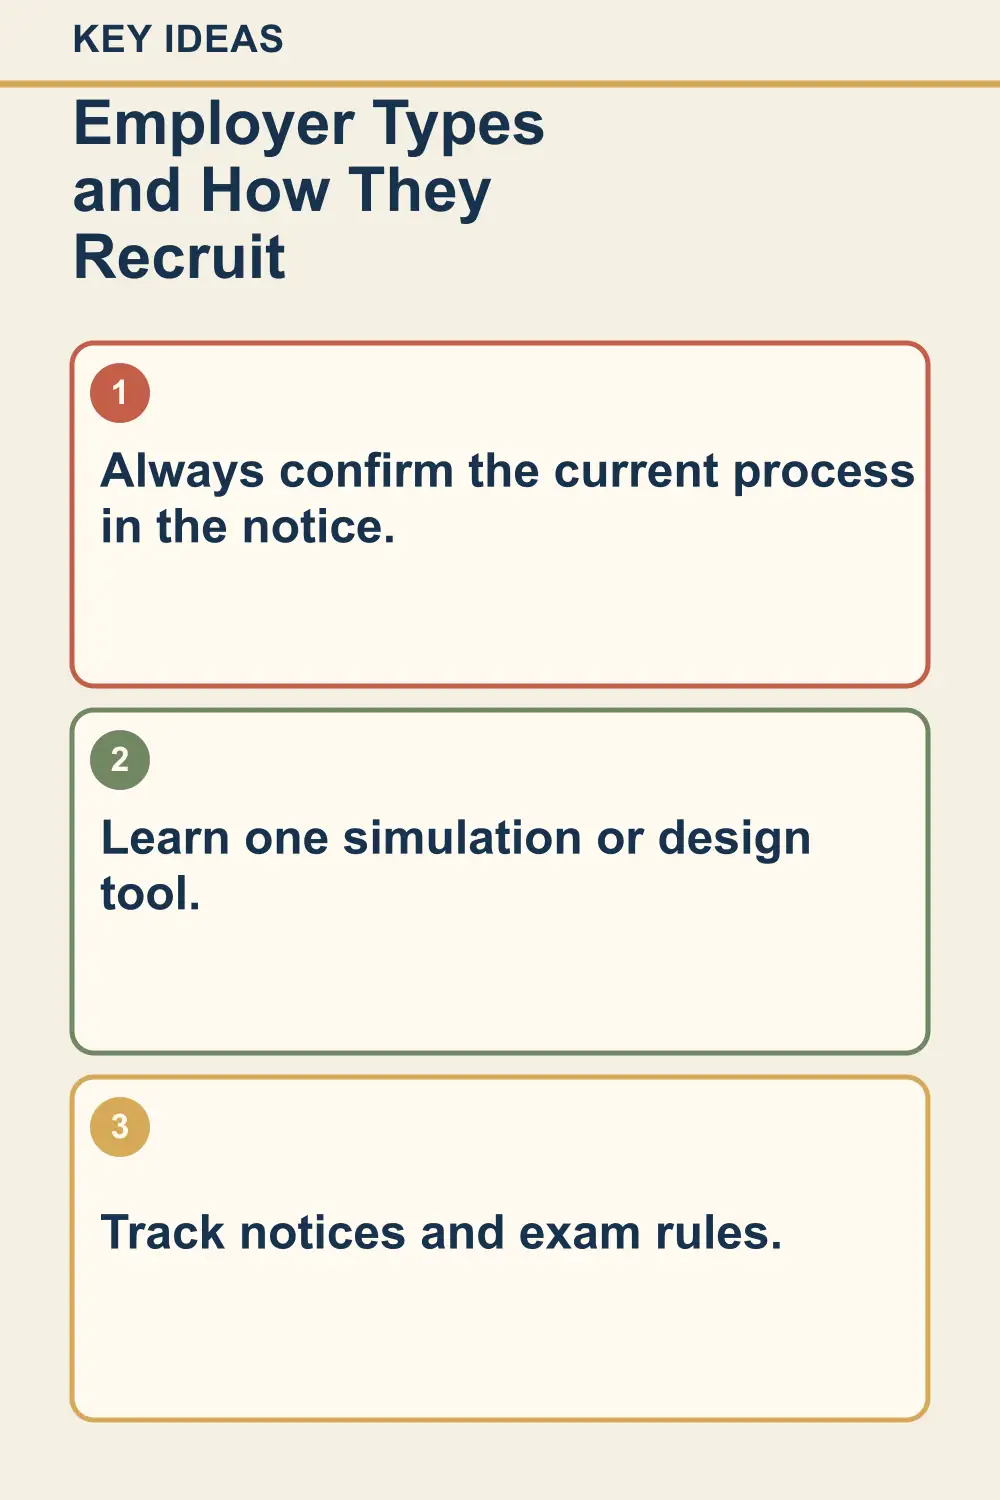 KEY IDEAS
Employer Types
and How They
Recruit
1
Always confirm the current process
in the notice.
2
Learn one simulation or design
tool.
3
Track notices and exam rules.